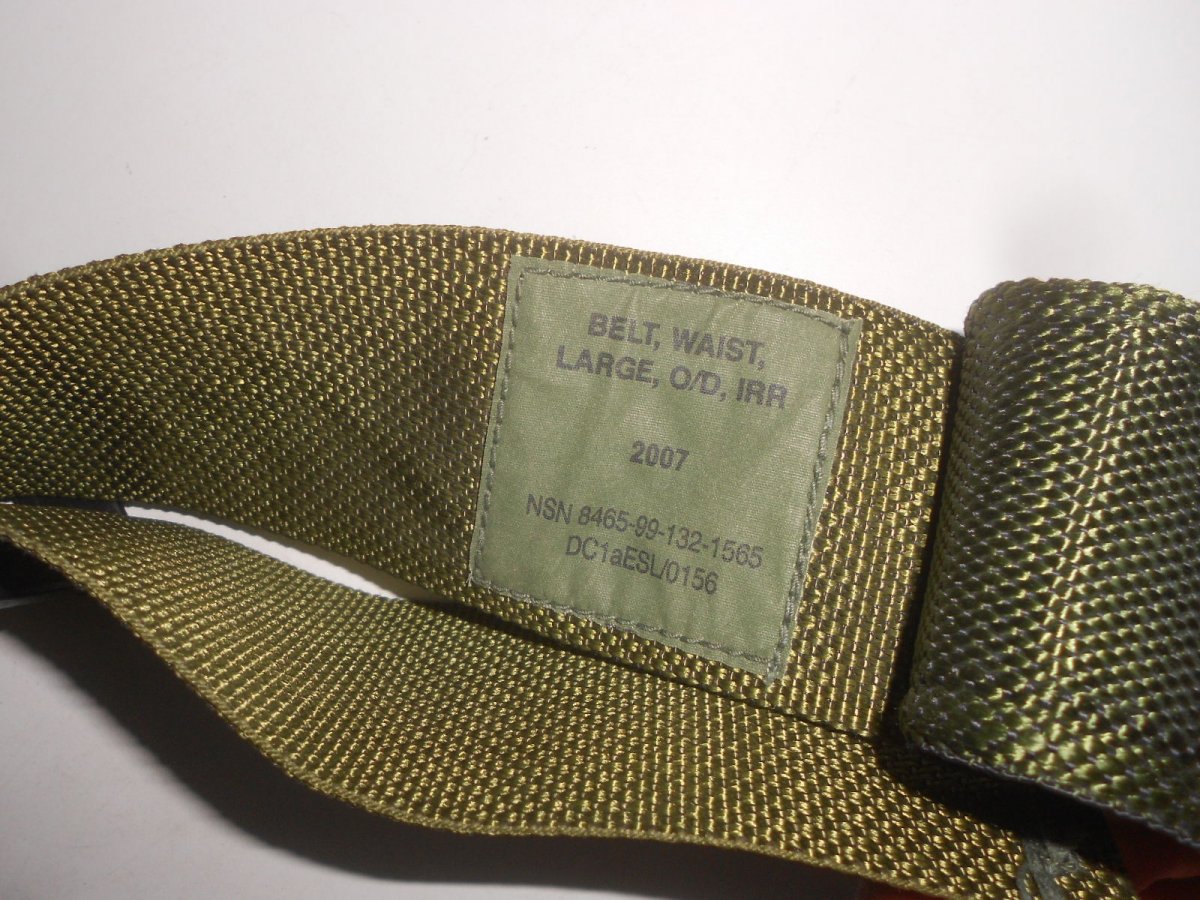 BELT, WAIST,
LARGE, O/D, IRR
2007
NSN 8465-99-132-1565
DC1aESL/0156